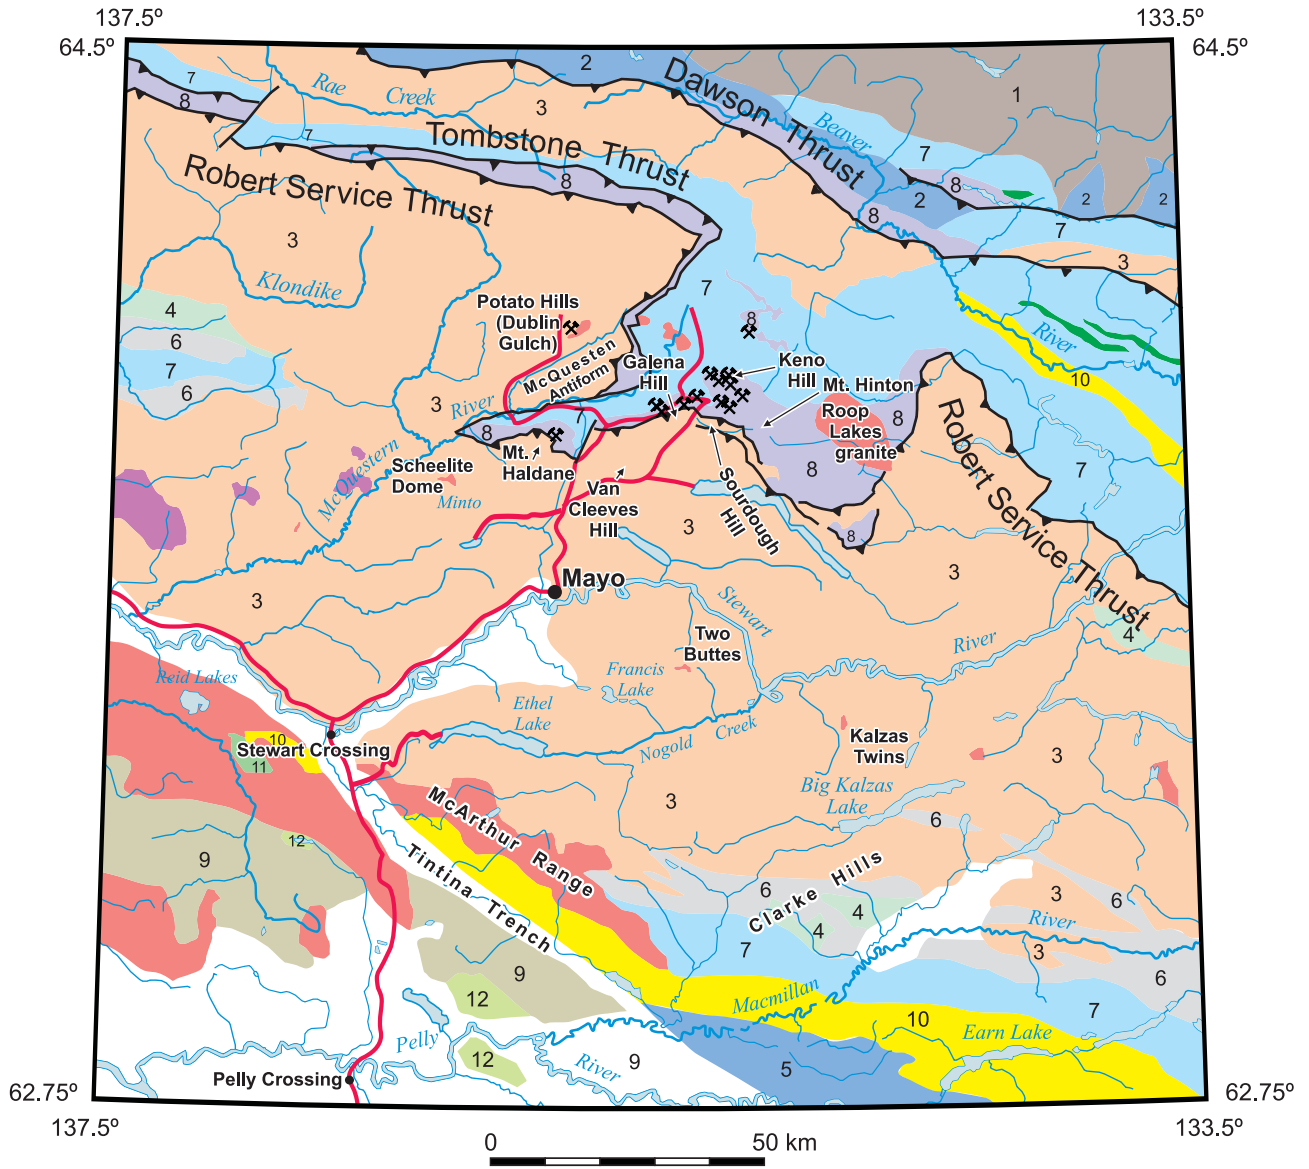 137.5º
133.5º
64.5º
64.5º
2
Dawson Thrust
1
7
8
Rae Creek
3
Beaver
7
7
Tombstone Thrust
8
2
2
2
8
Robert Service Thrust
8
7
3
3
Klondike
7
4
Potato Hills
(Dublin
Gulch)
8
River
6
Galena
Hill
Keno
Hill
7
McQuesten
Antiform
Mt. Hinton
10
6
3
River
7
Roop
Lakes
granite
8
Robert Service Thrust
8
McQuestern
Scheelite
Dome
Mt.
Haldane
8
7
Minto
Van
Cleeves
Hill
Sourdough
Hill
3
8
3
Mayo
3
Stewart
Two
Buttes
River
4
Reid Lakes
Francis
Lake
Ethel
Lake
Nogold Creek
Kalzas
Twins
3
10
Stewart Crossing
11
Big Kalzas
Lake
3
McArthur Range
6
12
9
Tintina Trench
6
Clarke Hills
3
6
4
4
River
7
3
9
6
12
Macmillan
7
10
Earn Lake
Pelly
12
River
9
5
Pelly Crossing
62.75º
62.75º
137.5º
133.5º
0
50 km